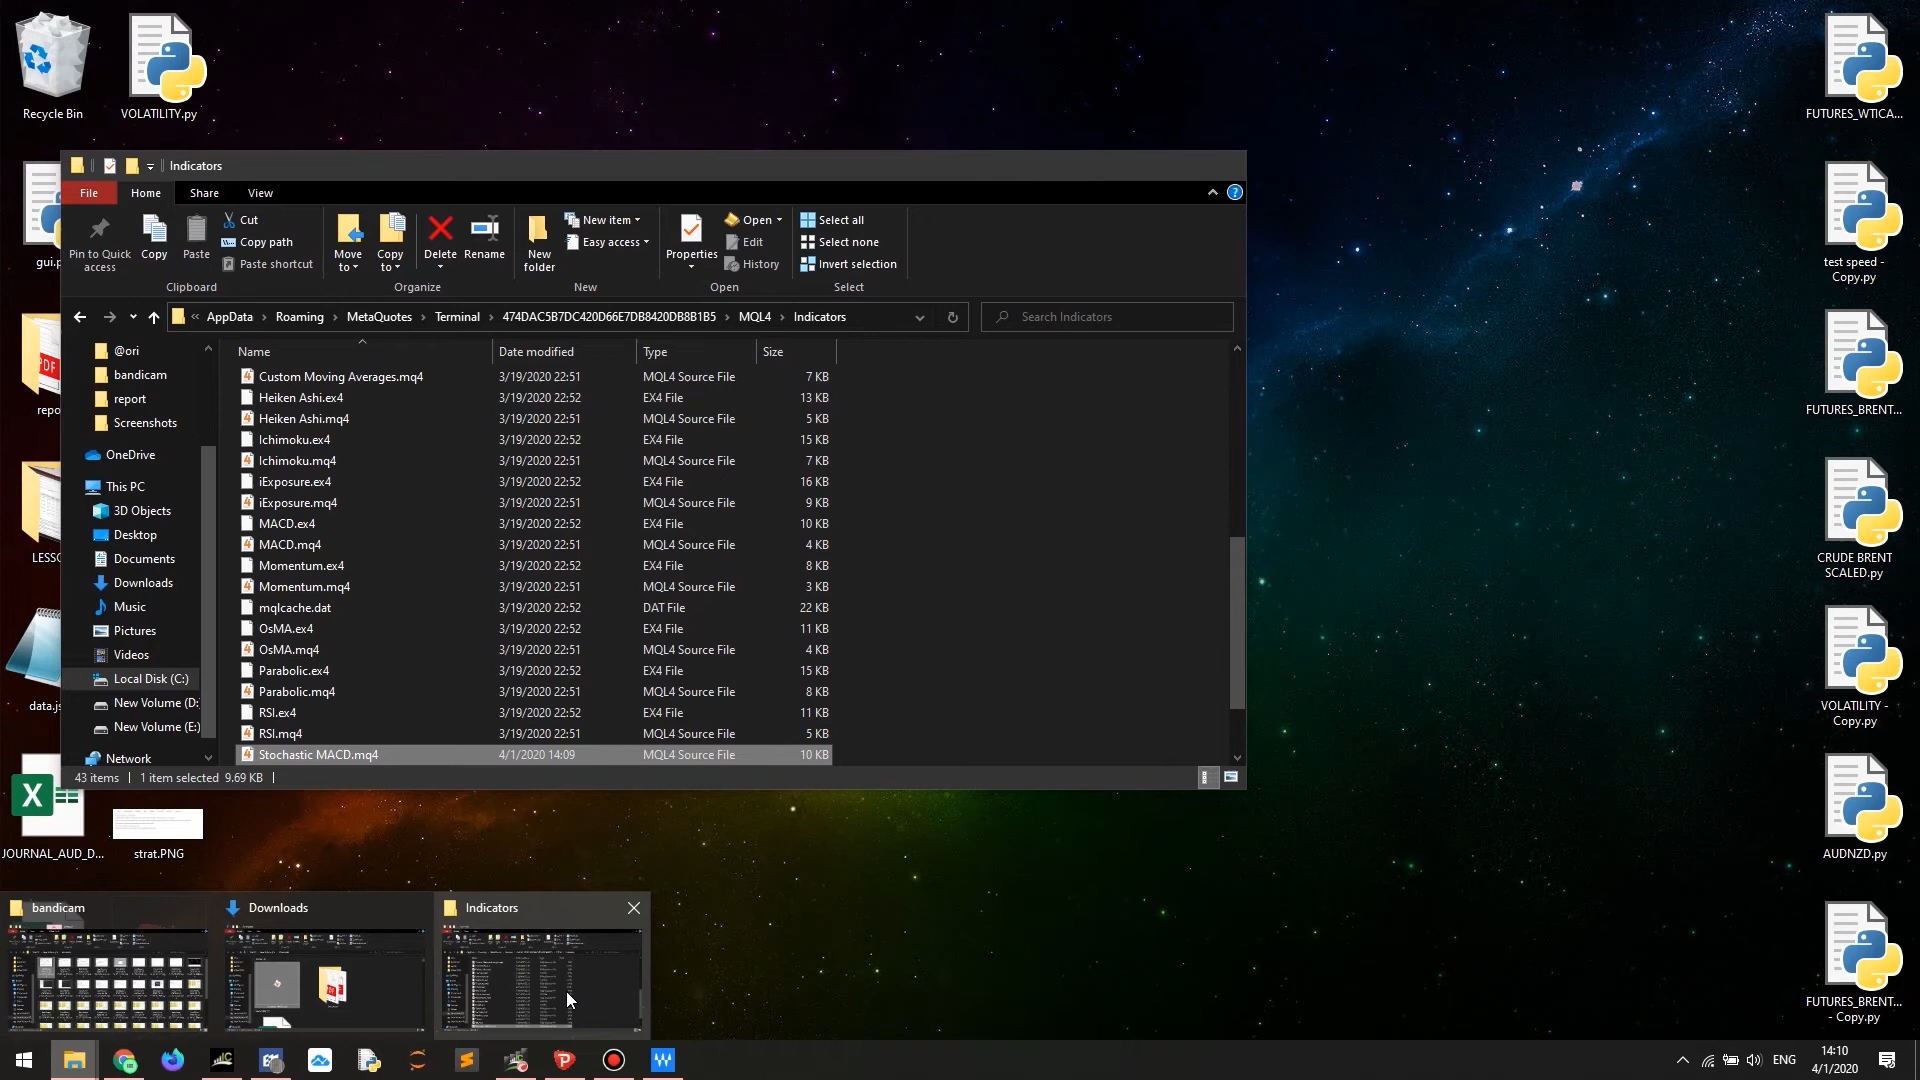 Recycle Bin
VOLATILITY.py
FUTURES_WTICA...
Indicators
File
Home
Share
View
Pin to Quick access
Copy
Paste
Cut
Copy path
Paste shortcut
Clipboard
Move to
Copy to
Delete
Rename
Organize
New folder
New item
Easy access
New
Properties
Open
Edit
History
Open
Select all
Select none
Invert selection
Select
gui.p
test speed - Copy.py
« AppData > Roaming > MetaQuotes > Terminal > 474DAC5B7DC420D66E7DB8420DB8B1B5 > MQL4 > Indicators
Search Indicators
@ori
bandicam
report
Screenshots
OneDrive
This PC
3D Objects
Desktop
Documents
Downloads
Music
Pictures
Videos
Local Disk (C:)
New Volume (D:
New Volume (E:)
Network
Name Date modified Type Size
Custom Moving Averages.mq4 3/19/2020 22:51 MQL4 Source File 7 KB
Heiken Ashi.ex4 3/19/2020 22:52 EX4 File 13 KB
Heiken Ashi.mq4 3/19/2020 22:51 MQL4 Source File 5 KB
Ichimoku.ex4 3/19/2020 22:52 EX4 File 15 KB
Ichimoku.mq4 3/19/2020 22:51 MQL4 Source File 7 KB
iExposure.ex4 3/19/2020 22:52 EX4 File 16 KB
iExposure.mq4 3/19/2020 22:51 MQL4 Source File 9 KB
MACD.ex4 3/19/2020 22:52 EX4 File 10 KB
MACD.mq4 3/19/2020 22:51 MQL4 Source File 4 KB
Momentum.ex4 3/19/2020 22:52 EX4 File 8 KB
Momentum.mq4 3/19/2020 22:51 MQL4 Source File 3 KB
mqlcache.dat 3/19/2020 22:52 DAT File 22 KB
OsMA.ex4 3/19/2020 22:52 EX4 File 11 KB
OsMA.mq4 3/19/2020 22:51 MQL4 Source File 4 KB
Parabolic.ex4 3/19/2020 22:52 EX4 File 15 KB
Parabolic.mq4 3/19/2020 22:51 MQL4 Source File 8 KB
RSI.ex4 3/19/2020 22:52 EX4 File 11 KB
RSI.mq4 3/19/2020 22:51 MQL4 Source File 5 KB
Stochastic MACD.mq4 4/1/2020 14:09 MQL4 Source File 10 KB
43 items 1 item selected 9.69 KB
PDF
repo
LESSO
data.js
X
JOURNAL_AUD_D...
strat.PNG
FUTURES_BRENT...
CRUDE BRENT SCALED.py
VOLATILITY - Copy.py
AUDNZD.py
FUTURES_BRENT... - Copy.py
bandicam
Downloads
Indicators
ENG
14:10
4/1/2020